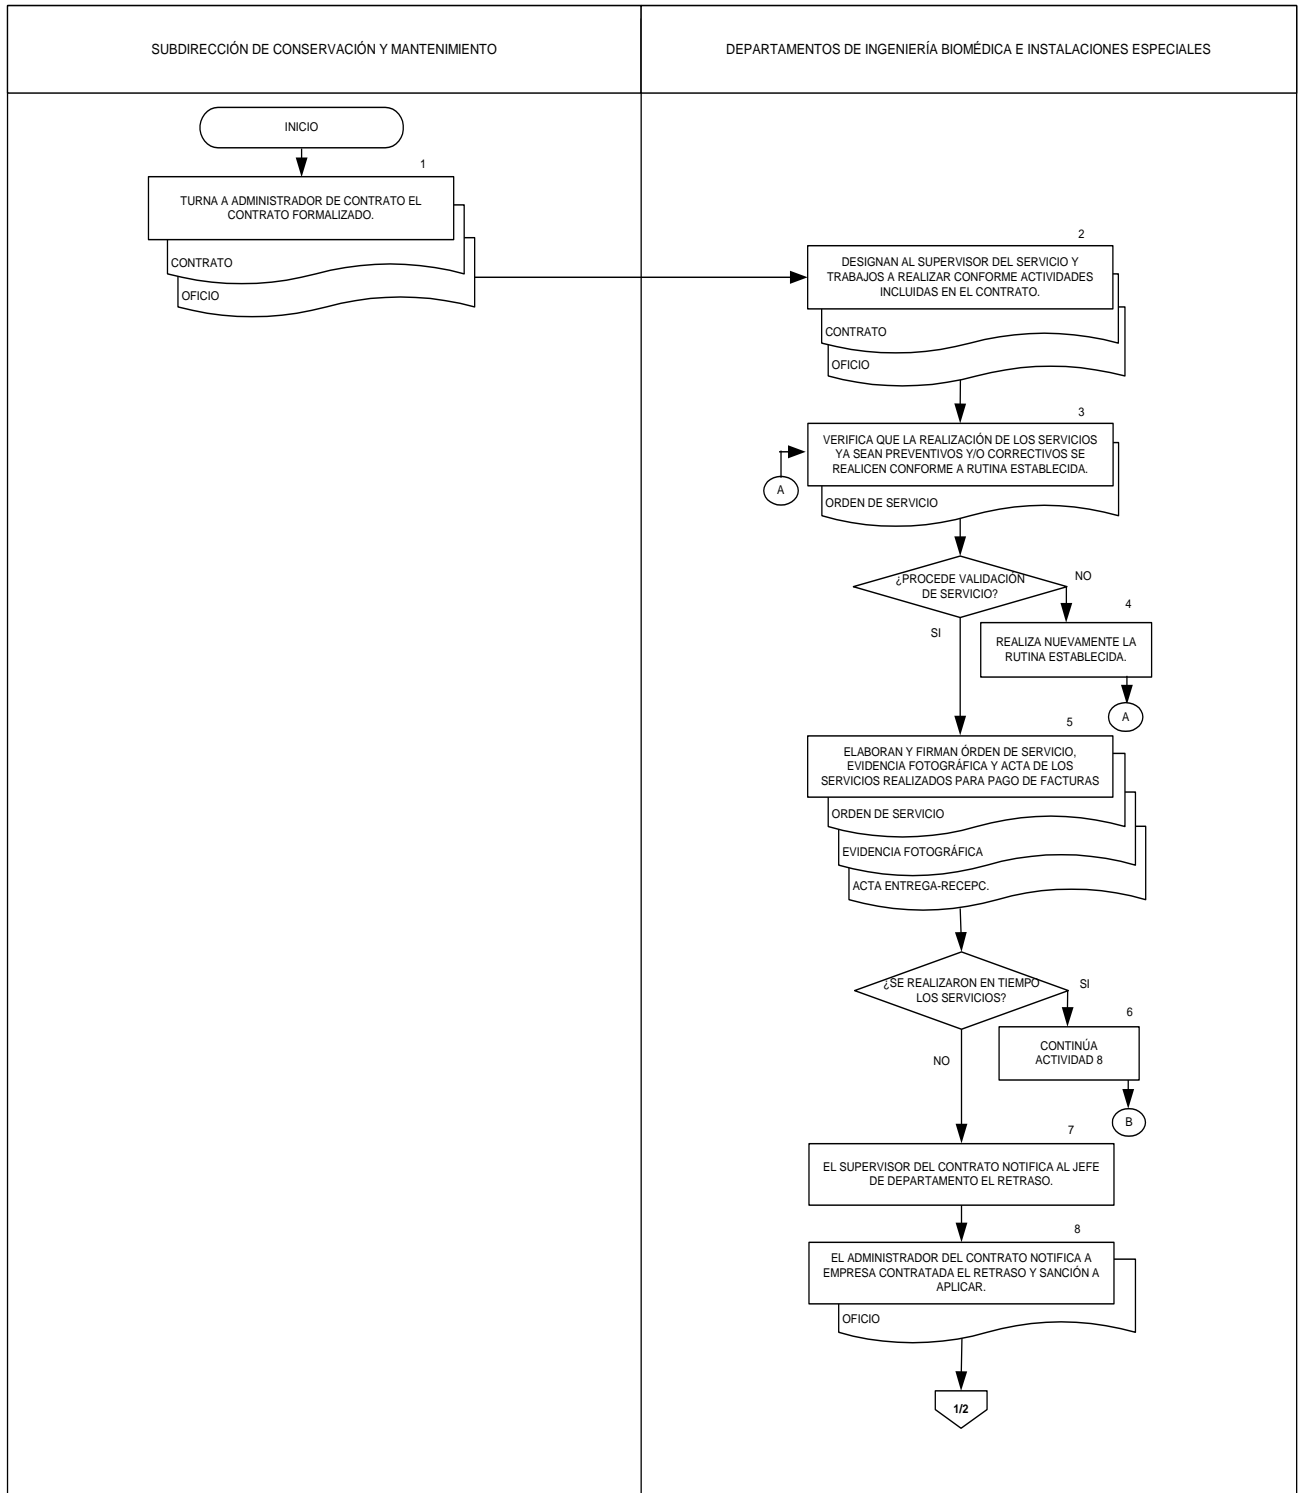 SUBDIRECCIÓN DE CONSERVACIÓN Y MANTENIMIENTO
DEPARTAMENTOS DE INGENIERÍA BIOMÉDICA E INSTALACIONES ESPECIALES
INICIO
1
TURNA A ADMINISTRADOR DE CONTRATO EL
CONTRATO FORMALIZADO.
CONTRATO
OFICIO
2
DESIGNAN AL SUPERVISOR DEL SERVICIO Y
TRABAJOS A REALIZAR CONFORME ACTIVIDADES
INCLUIDAS EN EL CONTRATO.
CONTRATO
OFICIO
3
VERIFICA QUE LA REALIZACIÓN DE LOS SERVICIOS
YA SEAN PREVENTIVOS Y/O CORRECTIVOS SE
REALICEN CONFORME A RUTINA ESTABLECIDA.
A
ORDEN DE SERVICIO
¿PROCEDE VALIDACIÓN
DE SERVICIO?
NO
SI
4
REALIZA NUEVAMENTE LA
RUTINA ESTABLECIDA.
A
5
ELABORAN Y FIRMAN ÓRDEN DE SERVICIO,
EVIDENCIA FOTOGRÁFICA Y ACTA DE LOS
SERVICIOS REALIZADOS PARA PAGO DE FACTURAS
ORDEN DE SERVICIO
EVIDENCIA FOTOGRÁFICA
ACTA ENTREGA-RECEPC.
¿SE REALIZARON EN TIEMPO
LOS SERVICIOS?
SI
NO
6
CONTINÚA
ACTIVIDAD 8
B
7
EL SUPERVISOR DEL CONTRATO NOTIFICA AL JEFE
DE DEPARTAMENTO EL RETRASO.
8
EL ADMINISTRADOR DEL CONTRATO NOTIFICA A
EMPRESA CONTRATADA EL RETRASO Y SANCIÓN A
APLICAR.
OFICIO
1/2